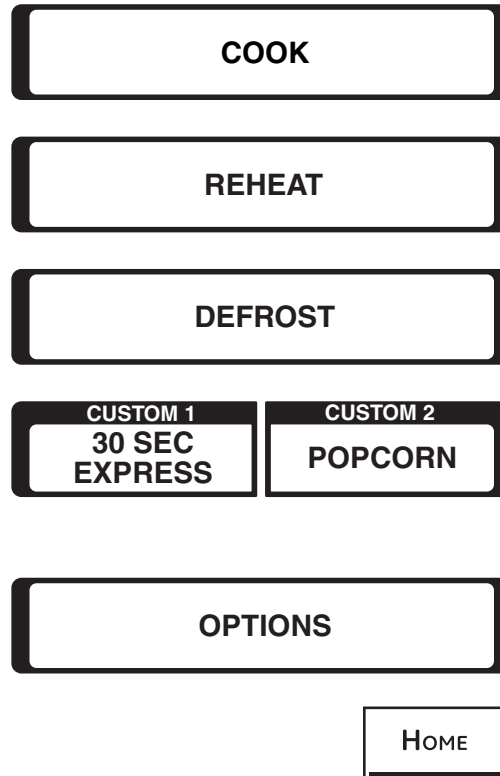 COOK
REHEAT
DEFROST
CUSTOM 1
30 SEC
EXPRESS
CUSTOM 2
POPCORN
OPTIONS
HOME